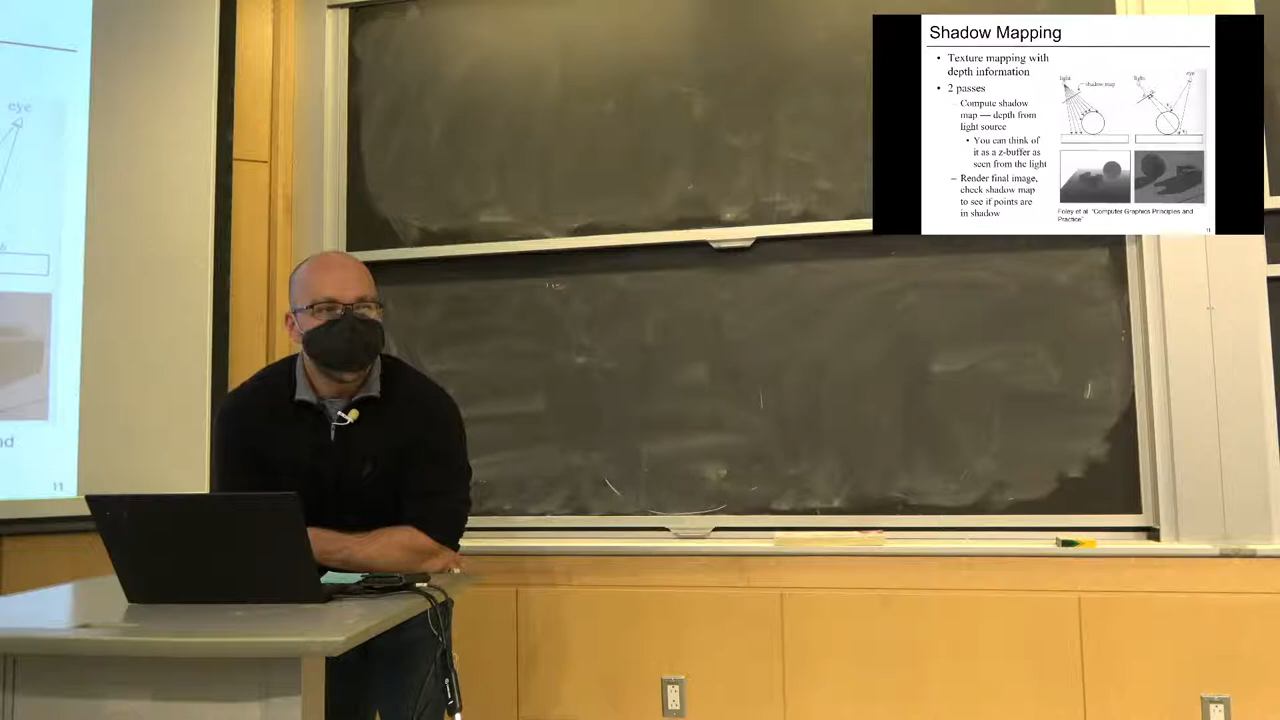 Shadow Mapping
• Texture mapping with
depth information
• 2 passes
– Compute shadow
map — depth from
light source
• You can think of
it as a z-buffer as
seen from the light
– Render final image,
check shadow map
to see if points are
in shadow
light
shadow map
light
eye
Foley et al. "Computer Graphics Principles and
Practice"
11
eye
11